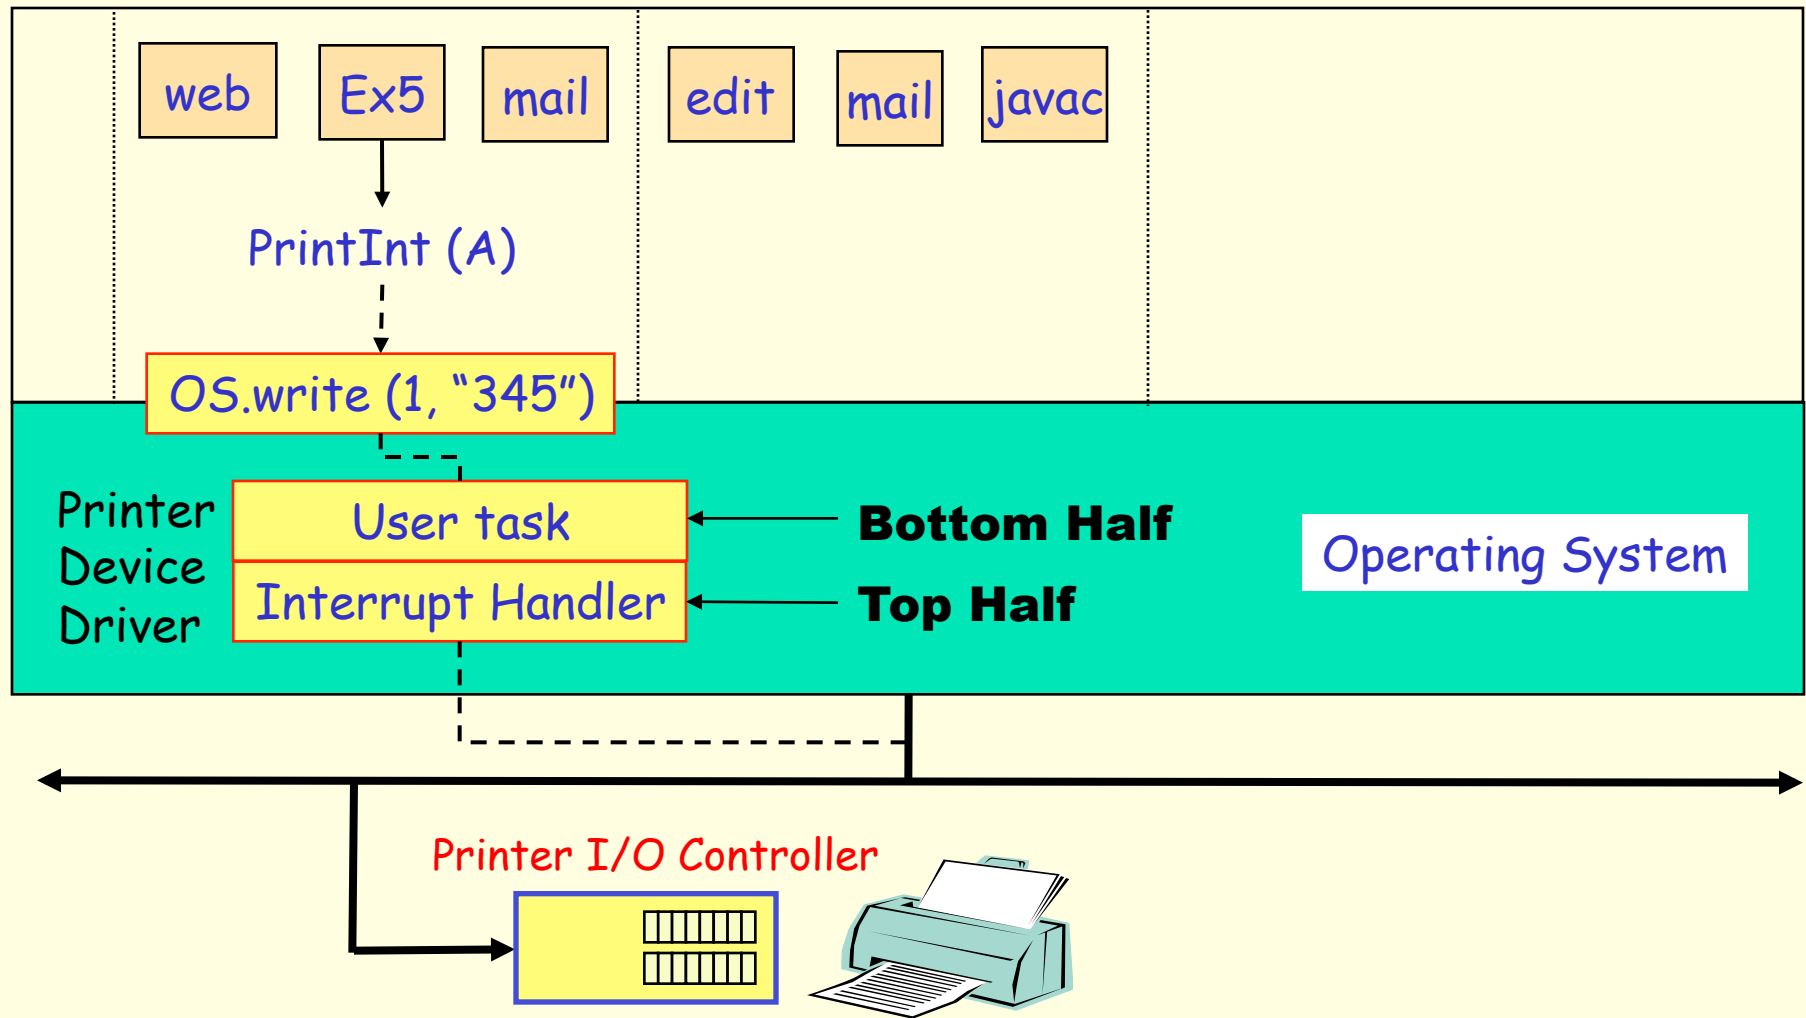 web
Ex5
mail
edit
mail
javac
PrintInt (A)
OS.write (1, “345”)
Printer
Device
Driver
User task
Interrupt Handler
Bottom Half
Top Half
Operating System
Printer I/O Controller